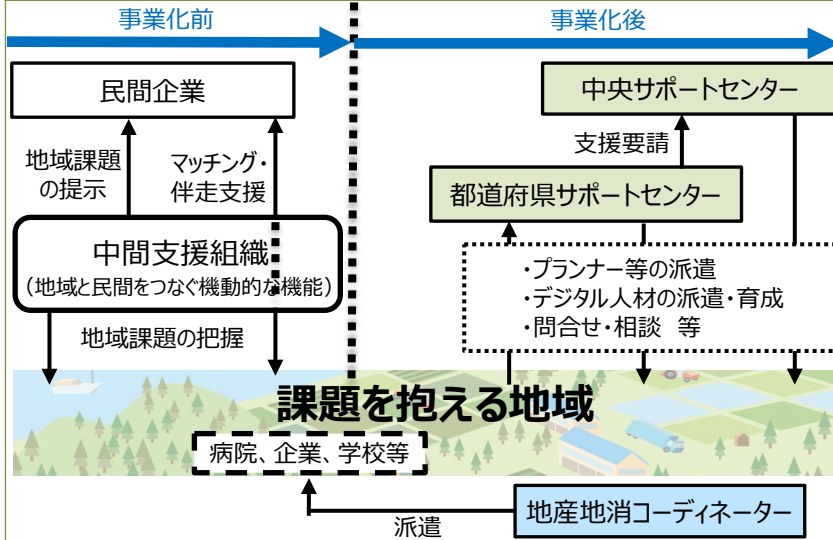 事業化前
事業化後
民間企業
中央サポートセンター
地域課題
の提示
マッチング・
伴走支援
支援要請
都道府県サポートセンター
中間支援組織
（地域と民間をつなぐ機動的な機能）
・プランナー等の派遣
・デジタル人材の派遣・育成
・問合せ・相談 等
地域課題の把握
課題を抱える地域
病院、企業、学校等
派遣
地産地消コーディネーター